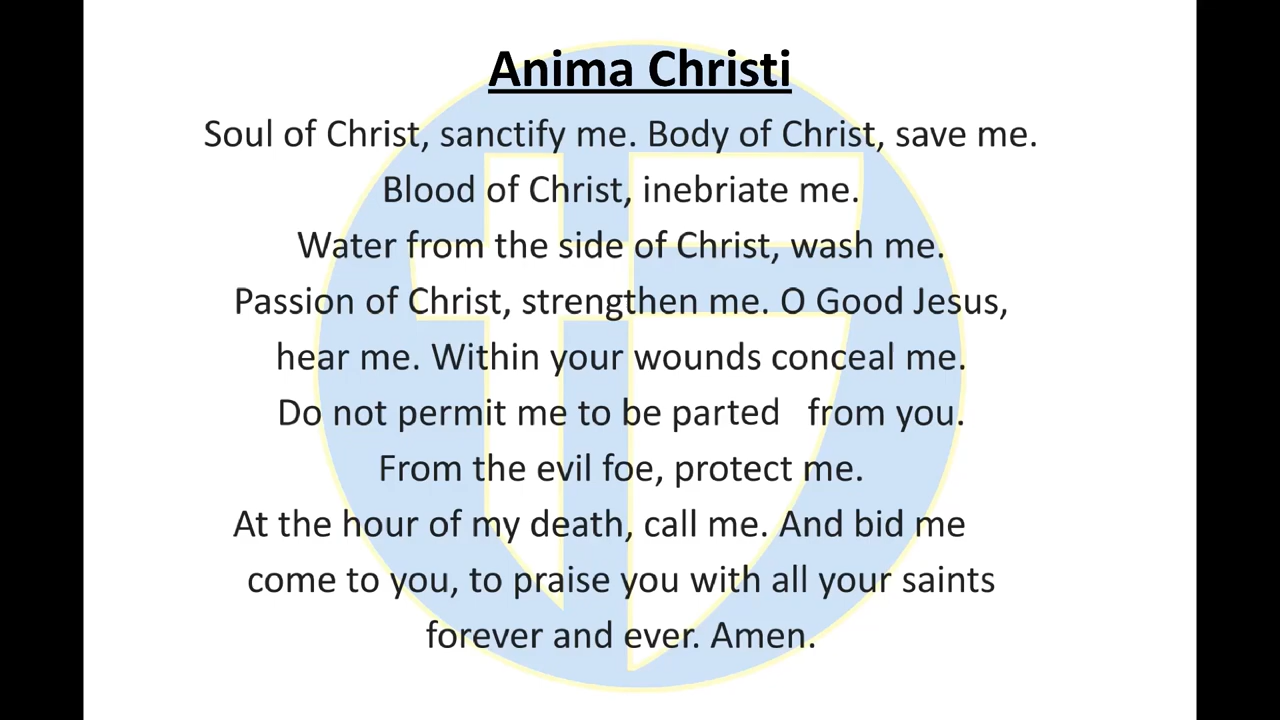 Anima Christi
Soul of Christ, sanctify me. Body of Christ, save me.
Blood of Christ, inebriate me.
Water from the side of Christ, wash me.
Passion of Christ, strengthen me. O Good Jesus,
hear me. Within your wounds conceal me.
Do not permit me to be parted from you.
From the evil foe, protect me.
At the hour of my death, call me. And bid me
come to you, to praise you with all your saints
forever and ever. Amen.